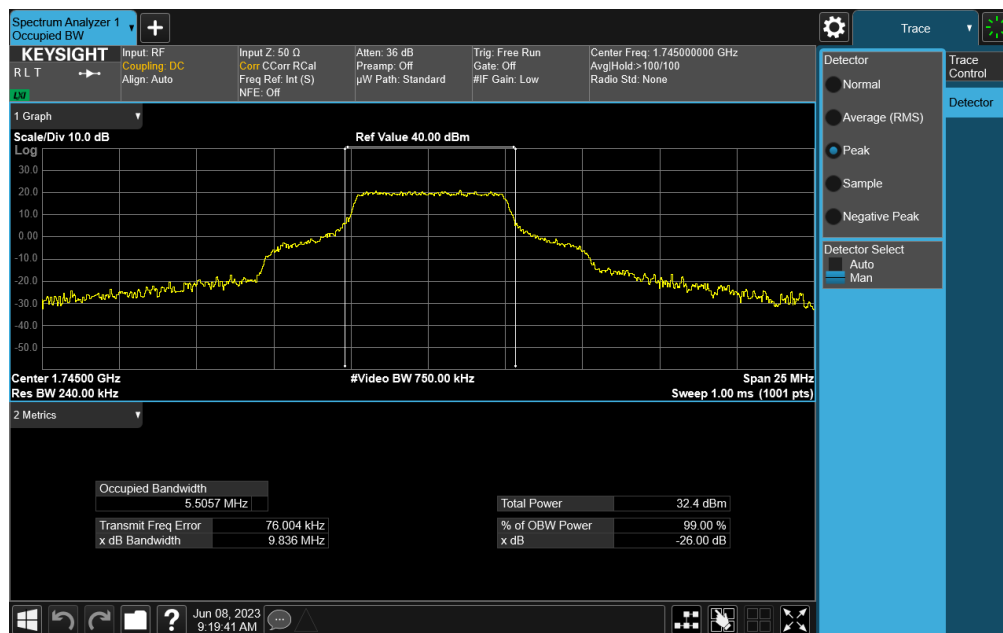 Spectrum Analyzer 1
Occupied BW
Trace
KEYSIGHT
R L T
LXI
Input: RF
Coupling: DC
Align: Auto
Input Z: 50 Ω
Corr CCorr RCal
Freq Ref: Int (S)
NFE: Off
Atten: 36 dB
Preamp: Off
µW Path: Standard
Trig: Free Run
Gate: Off
#IF Gain: Low
Center Freq: 1.745000000 GHz
Avg|Hold:>100/100
Radio Std: None
1 Graph
Scale/Div 10.0 dB
Ref Value 40.00 dBm
Log
30.0
20.0
10.0
0.00
-10.0
-20.0
-30.0
-40.0
-50.0
Center 1.74500 GHz
#Video BW 750.00 kHz
Span 25 MHz
Res BW 240.00 kHz
Sweep 1.00 ms (1001 pts)
2 Metrics
Occupied Bandwidth
5.5057 MHz
Total Power 32.4 dBm
Transmit Freq Error 76.004 kHz
% of OBW Power 99.00 %
x dB Bandwidth 9.836 MHz
x dB -26.00 dB
Detector
Normal
Average (RMS)
Peak
Sample
Negative Peak
Detector Select
Auto
Man
Trace
Control
Detector
?
Jun 08, 2023
9:19:41 AM